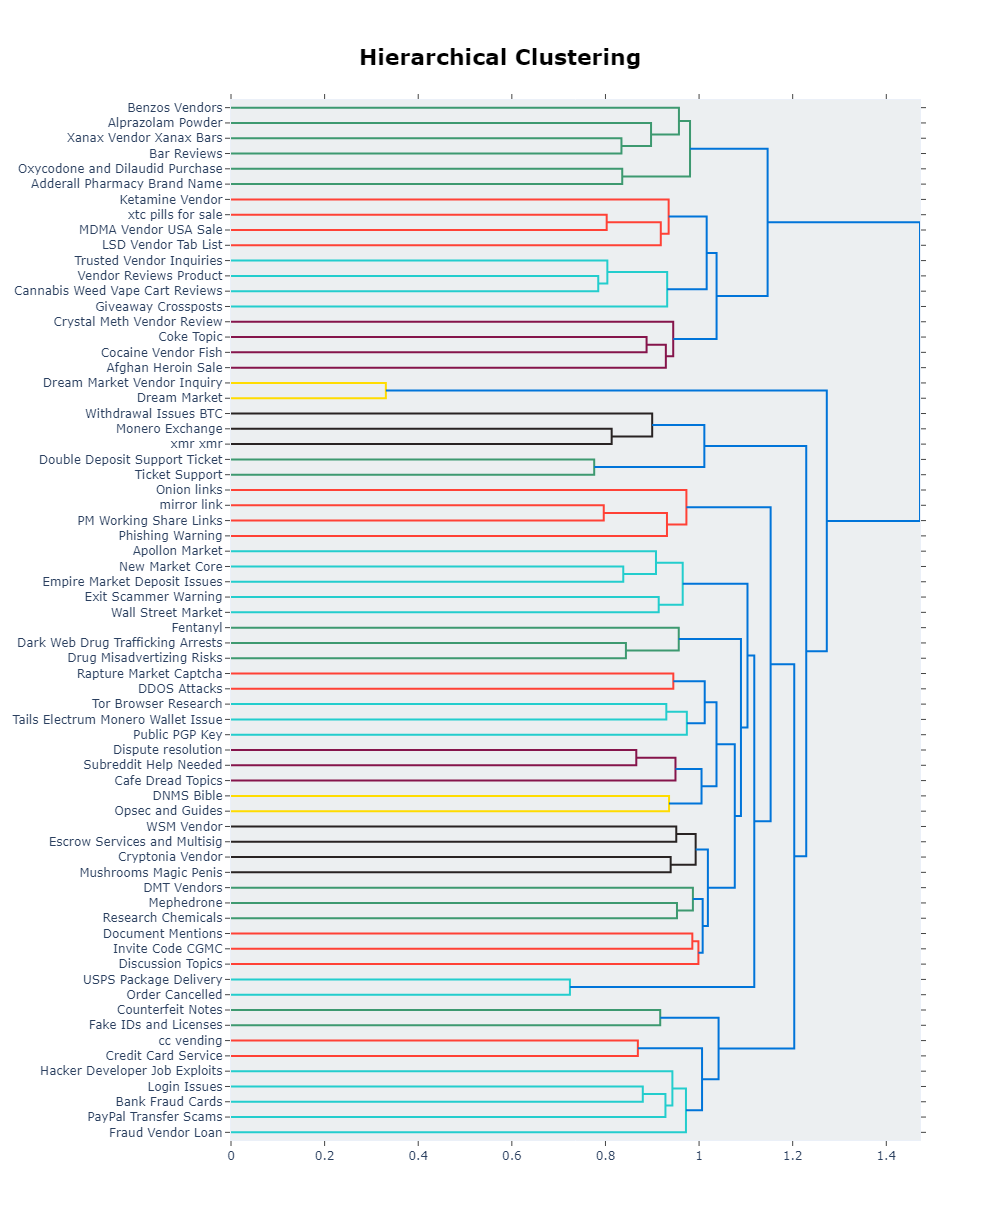 Hierarchical Clustering
Benzos Vendors
Alprazolam Powder
Xanax Vendor Xanax Bars
Bar Reviews
Oxycodone and Dilaudid Purchase
Adderall Pharmacy Brand Name
Ketamine Vendor
xtc pills for sale
MDMA Vendor USA Sale
LSD Vendor Tab List
Trusted Vendor Inquiries
Vendor Reviews Product
Cannabis Weed Vape Cart Reviews
Giveaway Crossposts
Crystal Meth Vendor Review
Coke Topic
Cocaine Vendor Fish
Afghan Heroin Sale
Dream Market Vendor Inquiry
Dream Market
Withdrawal Issues BTC
Monero Exchange
xmr xmr
Double Deposit Support Ticket
Ticket Support
Onion links
mirror link
PM Working Share Links
Phishing Warning
Apollon Market
New Market Core
Empire Market Deposit Issues
Exit Scammer Warning
Wall Street Market
Fentanyl
Dark Web Drug Trafficking Arrests
Drug Misadvertizing Risks
Rapture Market Captcha
DDOS Attacks
Tor Browser Research
Tails Electrum Monero Wallet Issue
Public PGP Key
Dispute resolution
Subreddit Help Needed
Cafe Dread Topics
DNMS Bible
Opsec and Guides
WSM Vendor
Escrow Services and Multisig
Cryptonia Vendor
Mushrooms Magic Penis
DMT Vendors
Mephedrone
Research Chemicals
Document Mentions
Invite Code CGMC
Discussion Topics
USPS Package Delivery
Order Cancelled
Counterfeit Notes
Fake IDs and Licenses
cc vending
Credit Card Service
Hacker Developer Job Exploits
Login Issues
Bank Fraud Cards
PayPal Transfer Scams
Fraud Vendor Loan
0 0.2 0.4 0.6 0.8 1 1.2 1.4